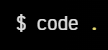 $ code .